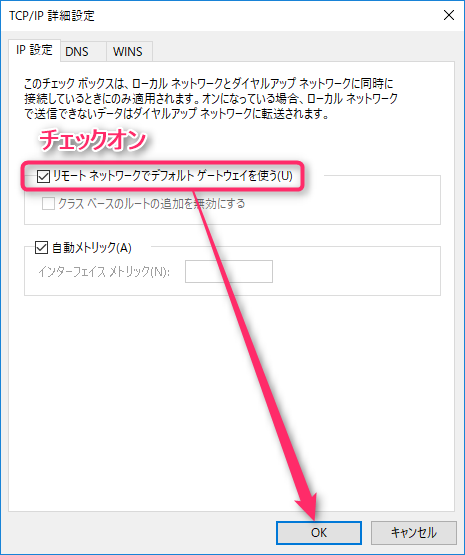 TCP/IP 詳細設定
IP 設定 DNS WINS
このチェック ボックスは、ローカル ネットワークとダイヤルアップ ネットワークに同時に
接続しているときにのみ適用されます。オンになっている場合、ローカル ネットワーク
で送信できないデータはダイヤルアップ ネットワークに転送されます。
チェックオン
リモート ネットワークでデフォルト ゲートウェイを使う(U)
クラス ベースのルートの追加を無効にする
自動メトリック(A)
インターフェイス メトリック(N):
OK キャンセル